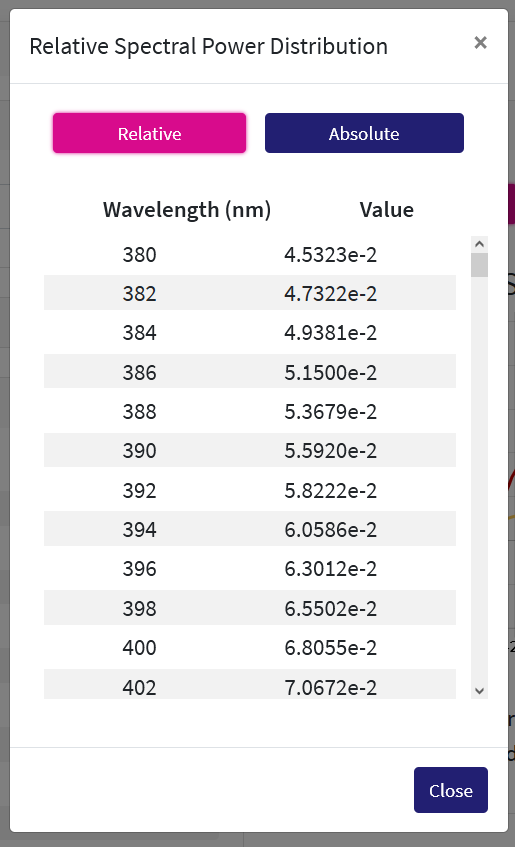 Relative Spectral Power Distribution ×
Relative Absolute
Wavelength (nm) Value
380 4.5323e-2
382 4.7322e-2
384 4.9381e-2
386 5.1500e-2
388 5.3679e-2
390 5.5920e-2
392 5.8222e-2
394 6.0586e-2
396 6.3012e-2
398 6.5502e-2
400 6.8055e-2
402 7.0672e-2
Close